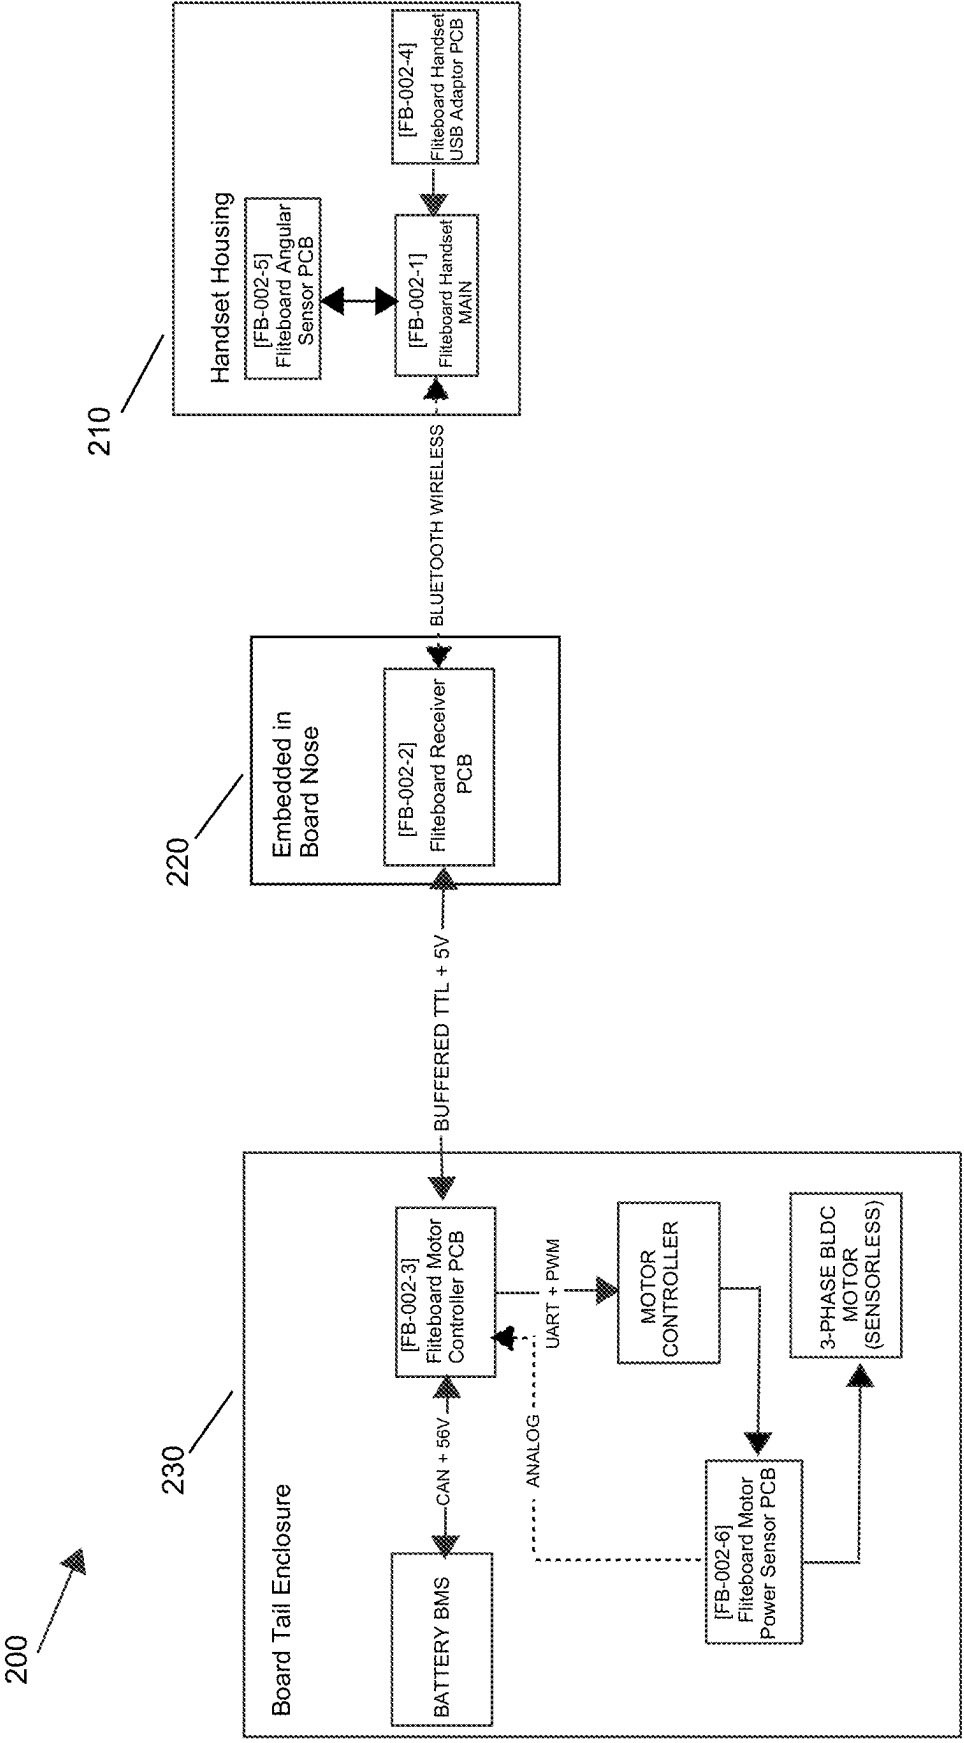 200
230
Board Tail Enclosure
BATTERY BMS
CAN + 56V
[FB-002-3]
Fliteboard Motor
Controller PCB
ANALOG
UART + PWM
MOTOR
CONTROLLER
[FB-002-6]
Fliteboard Motor
Power Sensor PCB
3-PHASE BLDC
MOTOR
(SENSORLESS)
BUFFERED TTL + 5V
220
Embedded in
Board Nose
[FB-002-2]
Fliteboard Receiver
PCB
BLUETOOTH WIRELESS
210
Handset Housing
[FB-002-5]
Fliteboard Angular
Sensor PCB
[FB-002-1]
Fliteboard Handset
MAIN
[FB-002-4]
Fliteboard Handset
USB Adaptor PCB